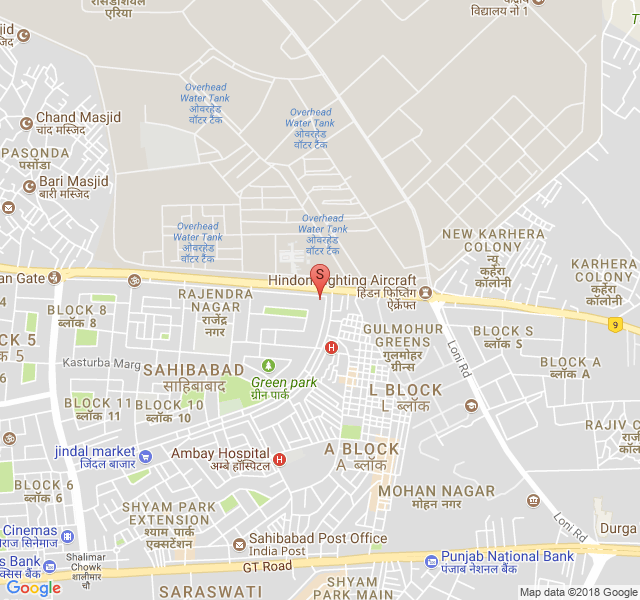 रेसिडेंशियल
एरिया
विद्यालय नो 1
Overhead
Water Tank
ओवरहेड
वॉटर टैंक
Overhead
Water Tank
ओवरहेड
वॉटर टैंक
Chand Masjid
चांद मस्जिद
PASONDA
पसोंडा
Bari Masjid
बारी मस्जिद
Overhead
Water Tank
ओवरहेड
वॉटर टैंक
Overhead
Water Tank
ओवरहेड
वॉटर टैंक
NEW KARHERA
COLONY
न्यू
कर्हेरा
कॉलोनी
KARHERA
COLONY
कर्हेरा
कॉलोनी
an Gate
S
Hindon Fighting Aircraft
हिंडन फिघ्तिंग
ऐर्क्रफ्त
RAJENDRA
NAGAR
राजेंद्र
नगर
BLOCK 8
ब्लॉक 8
9
BLOCK 5
ब्लॉक 5
GULMOHUR
GREENS
गुलमोहर
ग्रीन्स
BLOCK S
ब्लॉक S
Loni Rd
Kasturba Marg
SAHIBABAD
साहिबाबाद
H
Green park
ग्रीन पार्क
BLOCK A
ब्लॉक A
L BLOCK
L ब्लॉक
BLOCK 11
ब्लॉक 11
BLOCK 10
ब्लॉक 10
RAJIV C
jindal market
जिंदल बाजार
Ambay Hospital
अम्बे हॉस्पिटल
H
A BLOCK
A ब्लॉक
BLOCK 6
ब्लॉक 6
MOHAN NAGAR
मोहन नगर
SHYAM PARK
EXTENSION
श्याम पार्क
एक्सटेंशन
Loni Rd
Durga
Cinemas
राज सिनेमाज
Sahibabad Post Office
India Post
Shalimar
Chowk
शालीमार
चौ
Punjab National Bank
पंजाब नेशनल बैंक
s Bank
क्सिस बैंक
GT Road
SARASWATI
SHYAM
PARK MAIN
Google
Map data ©2018 Google